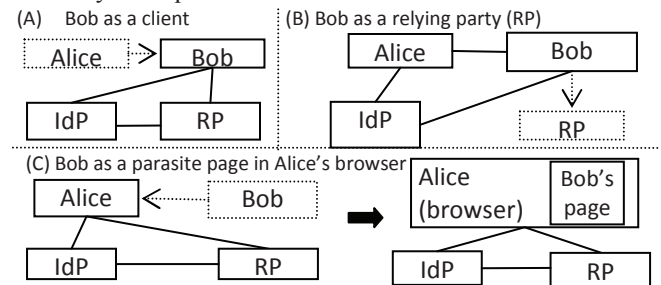 (A) Bob as a client
(B) Bob as a relying party (RP)
Alice
Bob
IdP
RP
Alice
Bob
IdP
RP
(C) Bob as a parasite page in Alice's browser
Alice
Bob
IdP
RP
Alice
(browser)
Bob's
page
IdP
RP